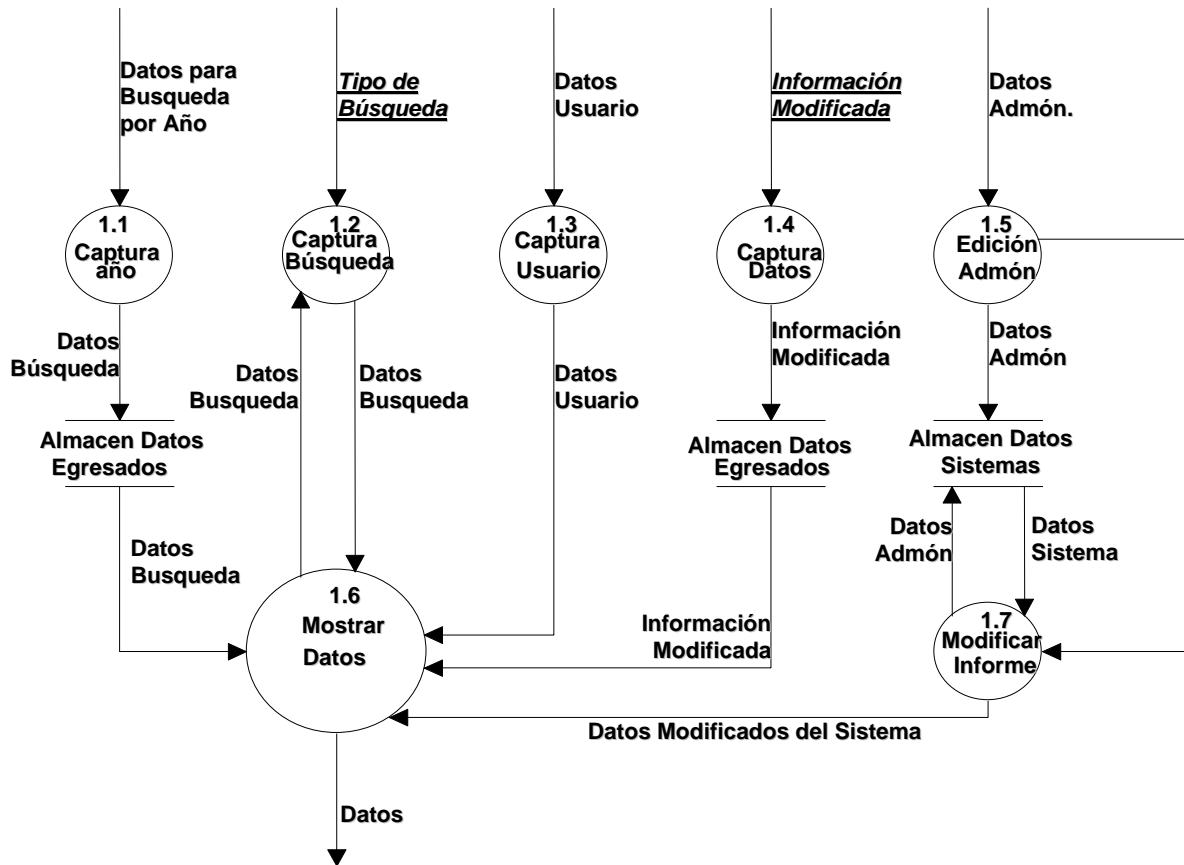 Datos para
Busqueda
por Año
Tipo de
Búsqueda
Datos
Usuario
Información
Modificada
Datos
Admón.
1.1
Captura
año
1.2
Captura
Búsqueda
1.3
Captura
Usuario
1.4
Captura
Datos
1.5
Edición
Admón
Datos
Búsqueda
Datos
Busqueda
Datos
Busqueda
Datos
Usuario
Información
Modificada
Datos
Admón
Almacen Datos
Egresados
Almacen Datos
Egresados
Almacen Datos
Sistemas
Datos
Busqueda
Datos
Admón
Datos
Sistema
1.6
Mostrar
Datos
Información
Modificada
1.7
Modificar
Informe
Datos Modificados del Sistema
Datos